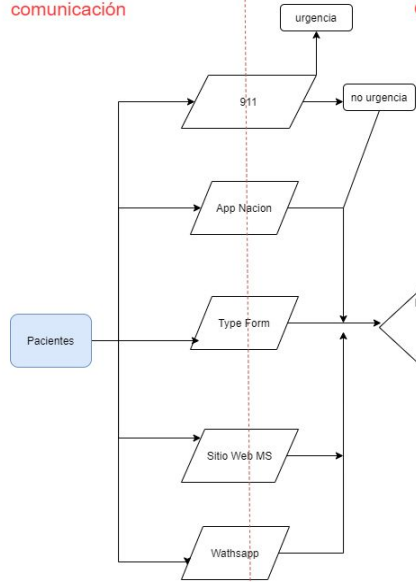 comunicación
urgencia
911
no urgencia
App Nacion
Type Form
Pacientes
Sitio Web MS
Wathsapp